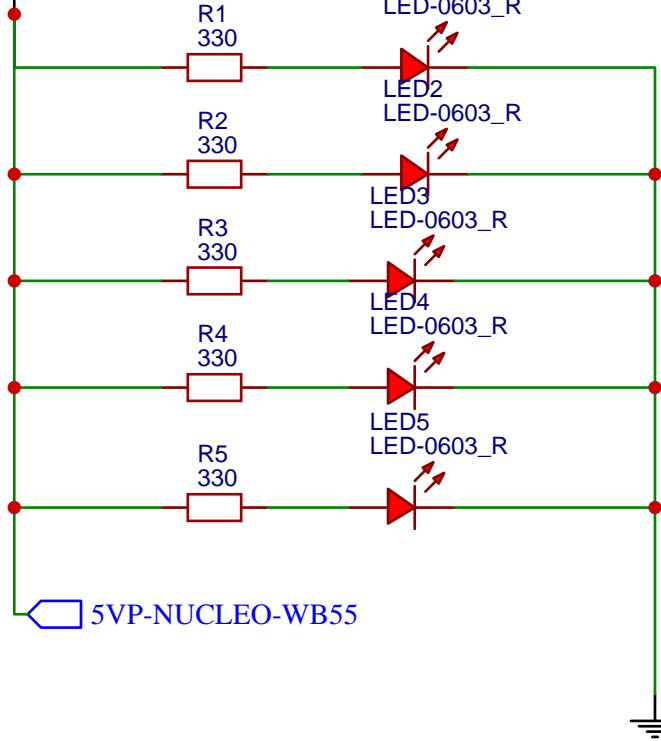 LED-0603_R
R1
330
LED2
LED-0603_R
R2
330
LED3
LED-0603_R
R3
330
LED4
LED-0603_R
R4
330
LED5
LED-0603_R
R5
330
5VP-NUCLEO-WB55